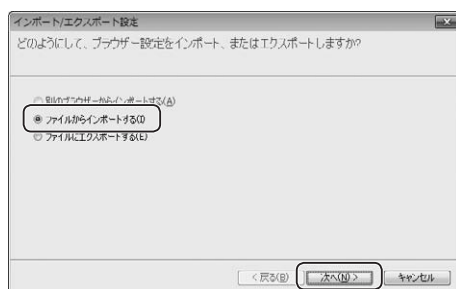 インポート/エクスポート設定
どのようにして、ブラウザー設定をインポート、またはエクスポートしますか?
別のブラウザーからインポートする(A)
ファイルからインポートする(I)
ファイルにエクスポートする(E)
< 戻る(B) 次へ(N) > キャンセル